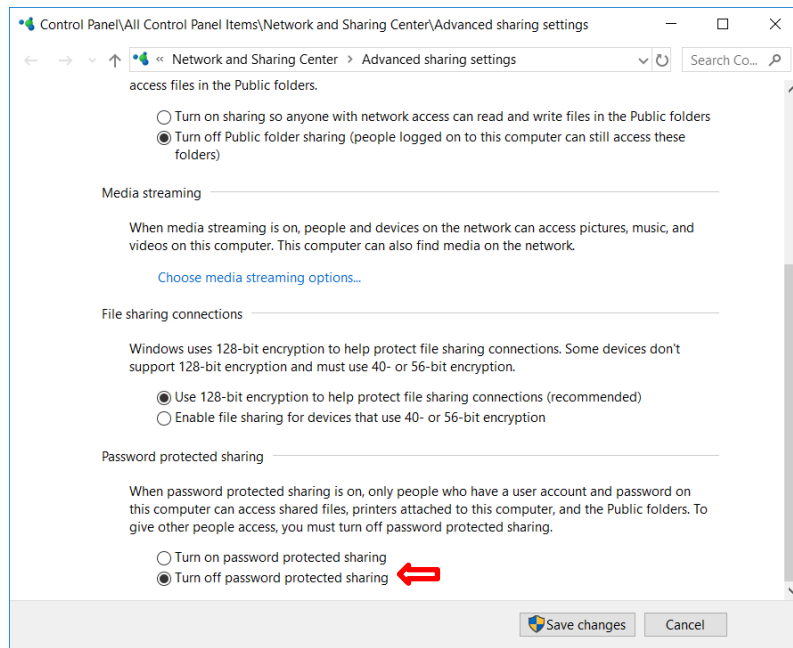 Control Panel\All Control Panel Items\Network and Sharing Center\Advanced sharing settings
« Network and Sharing Center > Advanced sharing settings
Search Co...
access files in the Public folders.
Turn on sharing so anyone with network access can read and write files in the Public folders
Turn off Public folder sharing (people logged on to this computer can still access these
folders)
Media streaming
When media streaming is on, people and devices on the network can access pictures, music, and
videos on this computer. This computer can also find media on the network.
Choose media streaming options...
File sharing connections
Windows uses 128-bit encryption to help protect file sharing connections. Some devices don't
support 128-bit encryption and must use 40- or 56-bit encryption.
Use 128-bit encryption to help protect file sharing connections (recommended)
Enable file sharing for devices that use 40- or 56-bit encryption
Password protected sharing
When password protected sharing is on, only people who have a user account and password on
this computer can access shared files, printers attached to this computer, and the Public folders. To
give other people access, you must turn off password protected sharing.
Turn on password protected sharing
Turn off password protected sharing
Save changes
Cancel